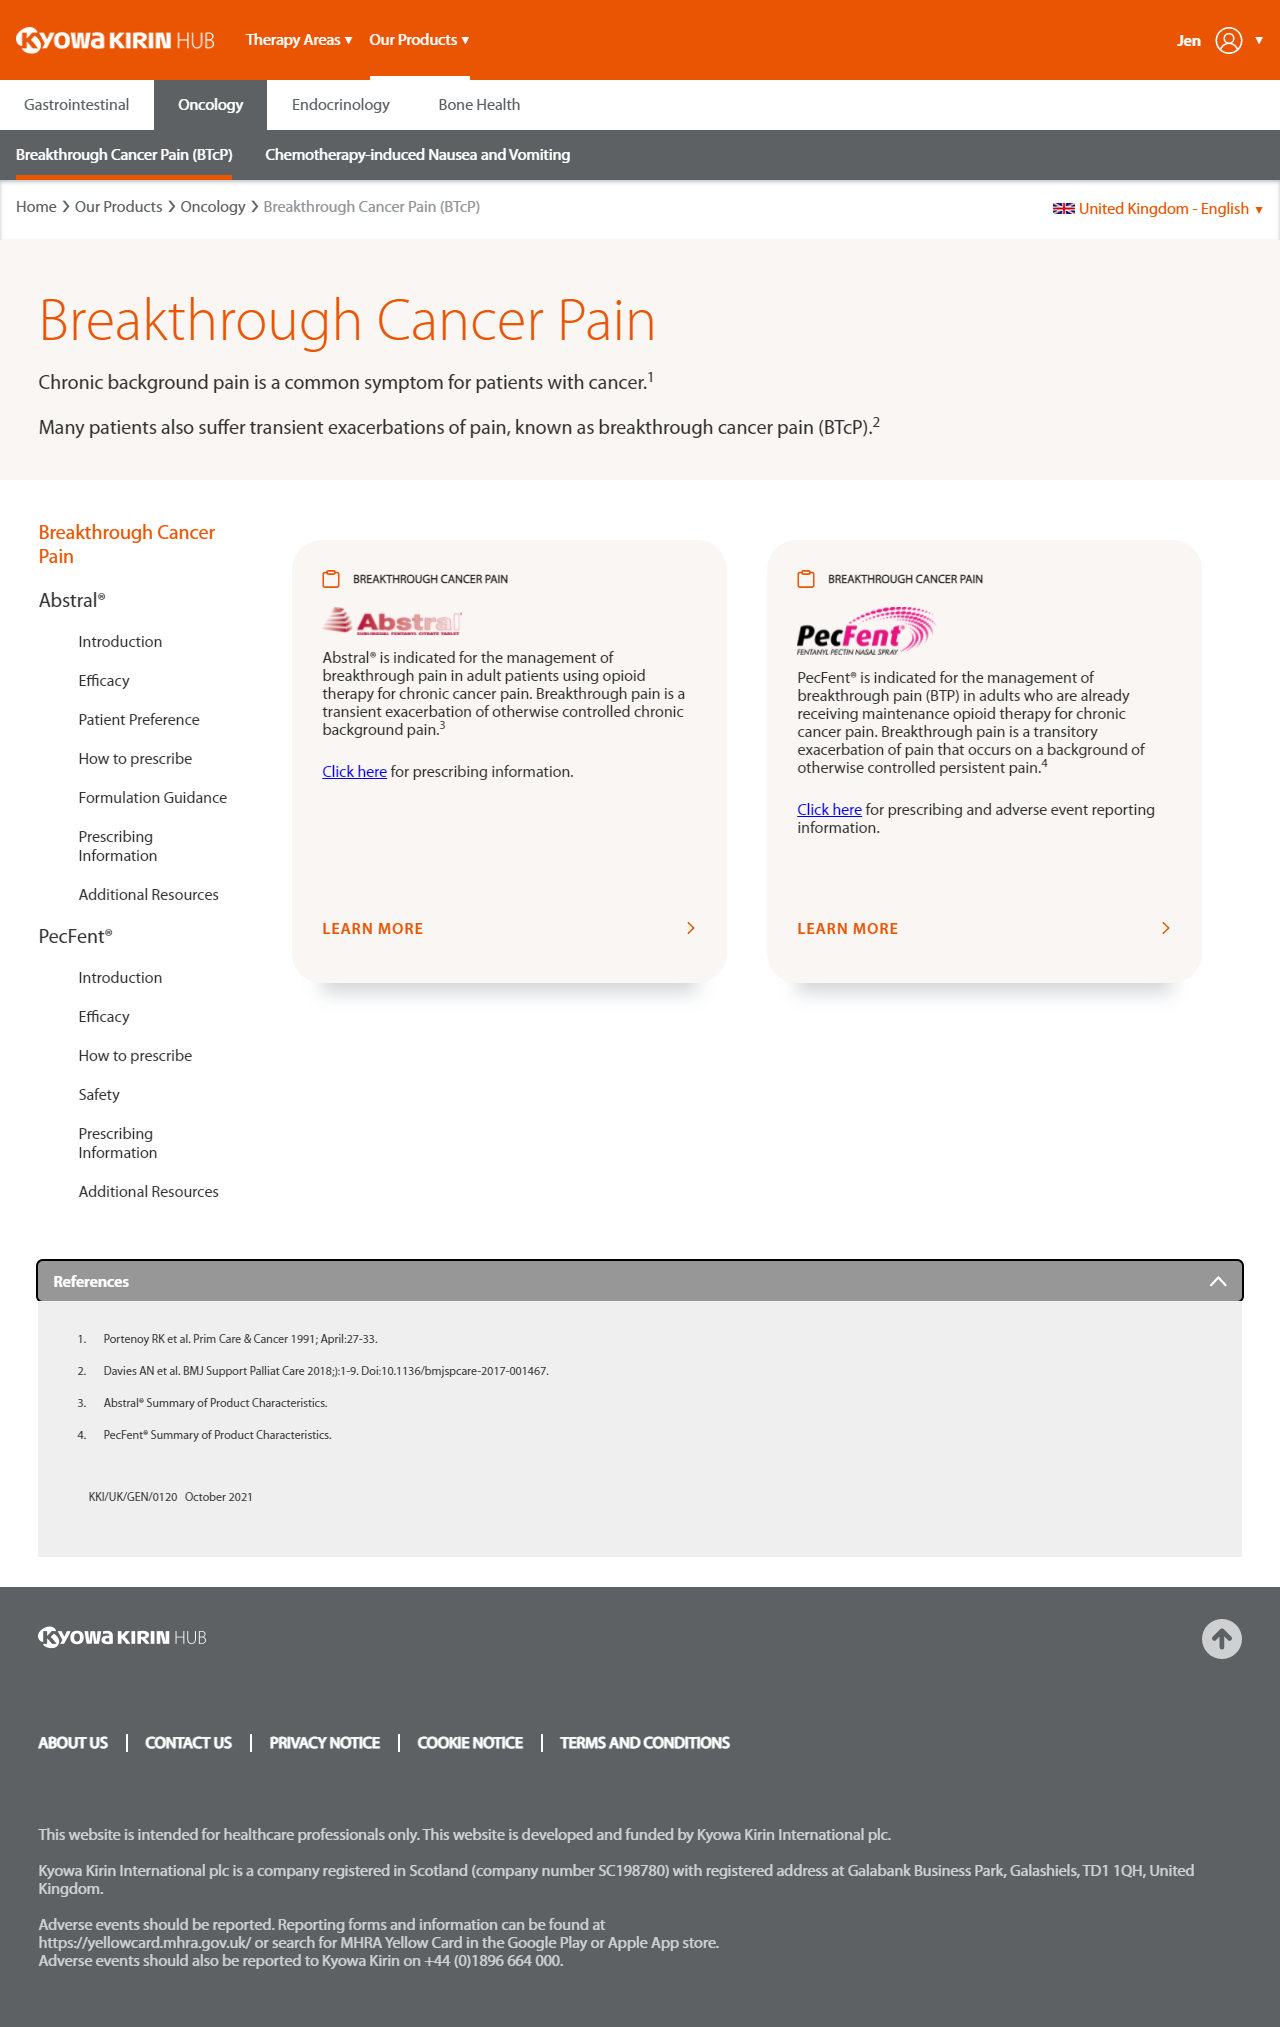 KYOWA KIRIN HUB
Therapy Areas ▼ Our Products ▼
Jen ▼
Gastrointestinal Oncology Endocrinology Bone Health
Breakthrough Cancer Pain (BTcP) Chemotherapy-induced Nausea and Vomiting
Home > Our Products > Oncology > Breakthrough Cancer Pain (BTcP)
United Kingdom - English ▼
Breakthrough Cancer Pain
Chronic background pain is a common symptom for patients with cancer.1
Many patients also suffer transient exacerbations of pain, known as breakthrough cancer pain (BTcP).2
Breakthrough Cancer
Pain
Abstral®
Introduction
Efficacy
Patient Preference
How to prescribe
Formulation Guidance
Prescribing
Information
Additional Resources
PecFent®
Introduction
Efficacy
How to prescribe
Safety
Prescribing
Information
Additional Resources
BREAKTHROUGH CANCER PAIN
Abstral
SUBLINGUAL FENTANYL CITRATE TABLET
Abstral® is indicated for the management of
breakthrough pain in adult patients using opioid
therapy for chronic cancer pain. Breakthrough pain is a
transient exacerbation of otherwise controlled chronic
background pain.3
Click here for prescribing information.
LEARN MORE
BREAKTHROUGH CANCER PAIN
PecFent®
FENTANYL PECTIN NASAL SPRAY
PecFent® is indicated for the management of
breakthrough pain (BTP) in adults who are already
receiving maintenance opioid therapy for chronic
cancer pain. Breakthrough pain is a transitory
exacerbation of pain that occurs on a background of
otherwise controlled persistent pain.4
Click here for prescribing and adverse event reporting
information.
LEARN MORE
References
1. Portenoy RK et al. Prim Care & Cancer 1991; April:27-33.
2. Davies AN et al. BMJ Support Palliat Care 2018;):1-9. Doi:10.1136/bmjspcare-2017-001467.
3. Abstral® Summary of Product Characteristics.
4. PecFent® Summary of Product Characteristics.
KKI/UK/GEN/0120 October 2021
KYOWA KIRIN HUB
ABOUT US | CONTACT US | PRIVACY NOTICE | COOKIE NOTICE | TERMS AND CONDITIONS
This website is intended for healthcare professionals only. This website is developed and funded by Kyowa Kirin International plc.
Kyowa Kirin International plc is a company registered in Scotland (company number SC198780) with registered address at Galabank Business Park, Galashiels, TD1 1QH, United
Kingdom.
Adverse events should be reported. Reporting forms and information can be found at
https://yellowcard.mhra.gov.uk/ or search for MHRA Yellow Card in the Google Play or Apple App store.
Adverse events should also be reported to Kyowa Kirin on +44 (0)1896 664 000.